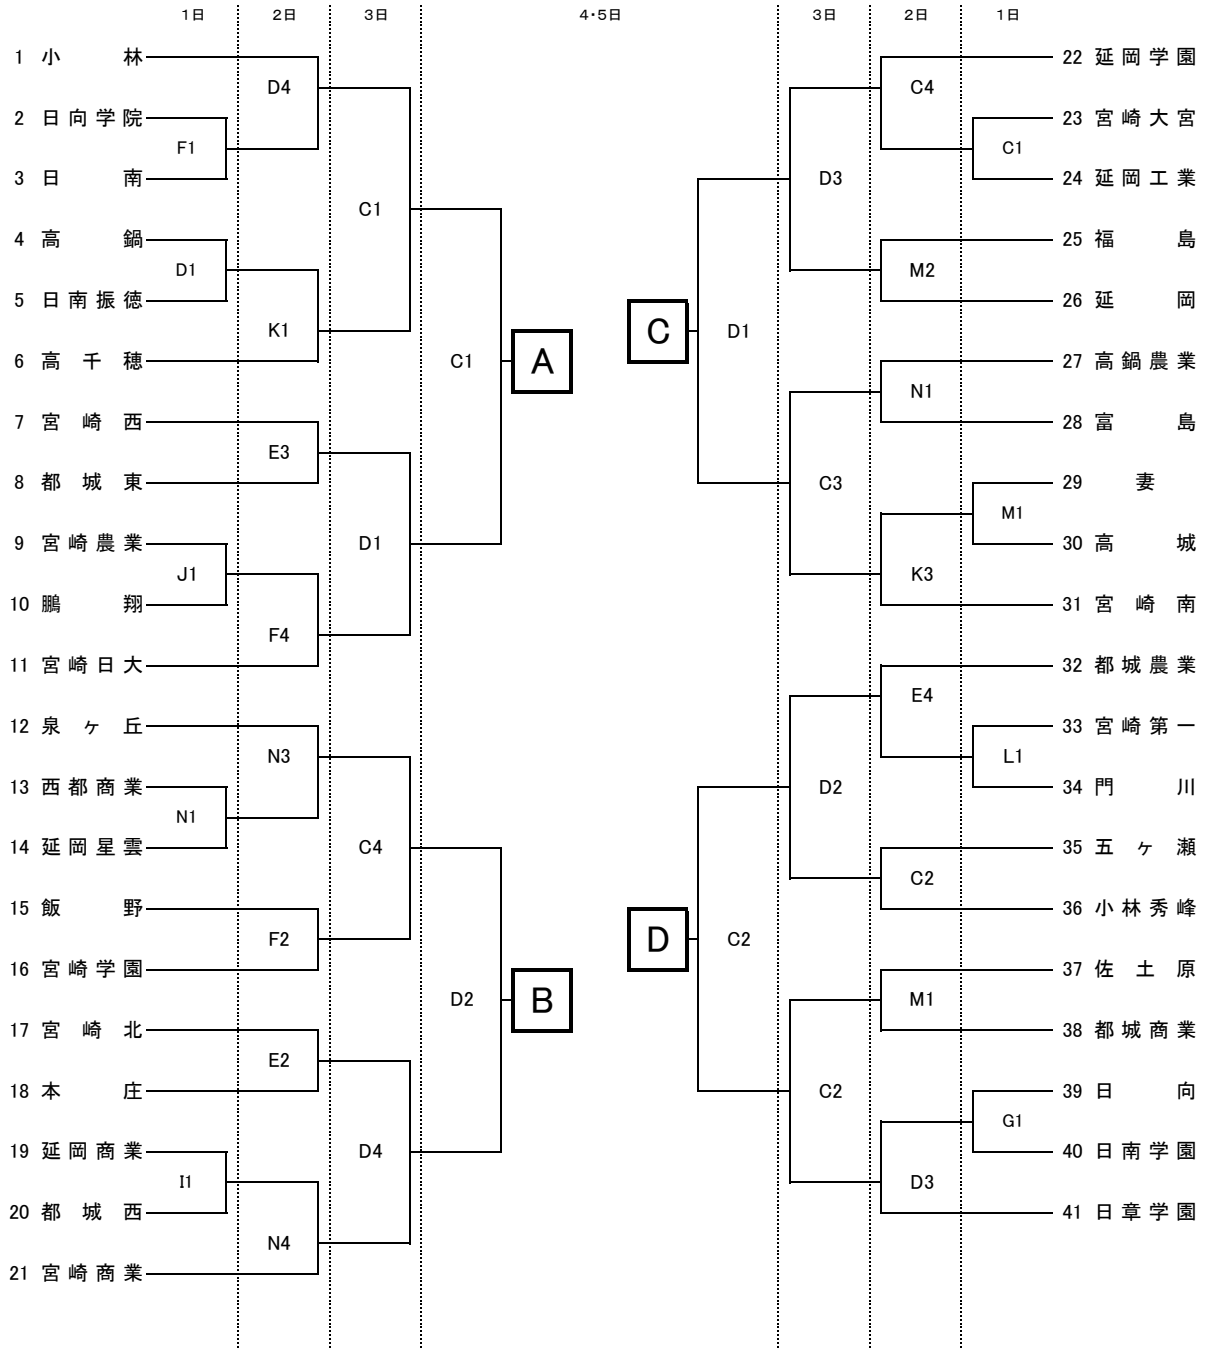 1日 2日 3日 4・5日 3日 2日 1日
1 小林
2 日向学院
3 日南
4 高鍋
5 日南振徳
6 高千穂
7 宮崎西
8 都城東
9 宮崎農業
10 鵬翔
11 宮崎日大
12 泉ヶ丘
13 西都商業
14 延岡星雲
15 飯野
16 宮崎学園
17 宮崎北
18 本庄
19 延岡商業
20 都城西
21 宮崎商業
F1
D1
J1
N1
I1
D4
K1
E3
F4
N3
F2
E2
N4
C1
D1
C4
D4
C1
D2
A
B
C
D
D1
C2
D3
C3
D2
C2
C4
M2
N1
K3
E4
C2
M1
D3
C1
M1
L1
G1
22 延岡学園
23 宮崎大宮
24 延岡工業
25 福島
26 延岡
27 高鍋農業
28 富島
29 妻
30 高城
31 宮崎南
32 都城農業
33 宮崎第一
34 門川
35 五ヶ瀬
36 小林秀峰
37 佐土原
38 都城商業
39 日向
40 日南学園
41 日章学園